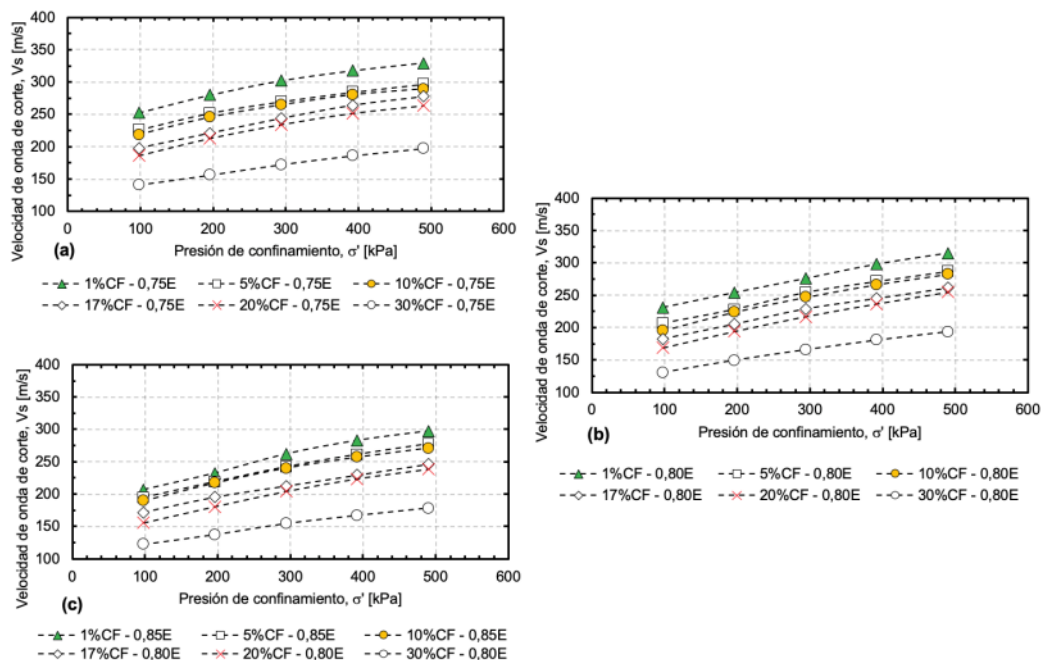 Velocidad de onda de corte, Vs [m/s]
400
350
300
250
200
150
100
0 100 200 300 400 500 600
(a)
Presión de confinamiento, σ' [kPa]
1%CF - 0,75E 5%CF - 0,75E 10%CF - 0,75E
17%CF - 0,75E 20%CF - 0,75E 30%CF - 0,75E
Velocidad de onda de corte, Vs [m/s]
400
350
300
250
200
150
100
0 100 200 300 400 500 600
(b)
Presión de confinamiento, σ' [kPa]
1%CF - 0,80E 5%CF - 0,80E 10%CF - 0,80E
17%CF - 0,80E 20%CF - 0,80E 30%CF - 0,80E
Velocidad de onda de corte, Vs [m/s]
400
350
300
250
200
150
100
0 100 200 300 400 500 600
(c)
Presión de confinamiento, σ' [kPa]
1%CF - 0,85E 5%CF - 0,85E 10%CF - 0,85E
17%CF - 0,80E 20%CF - 0,80E 30%CF - 0,80E